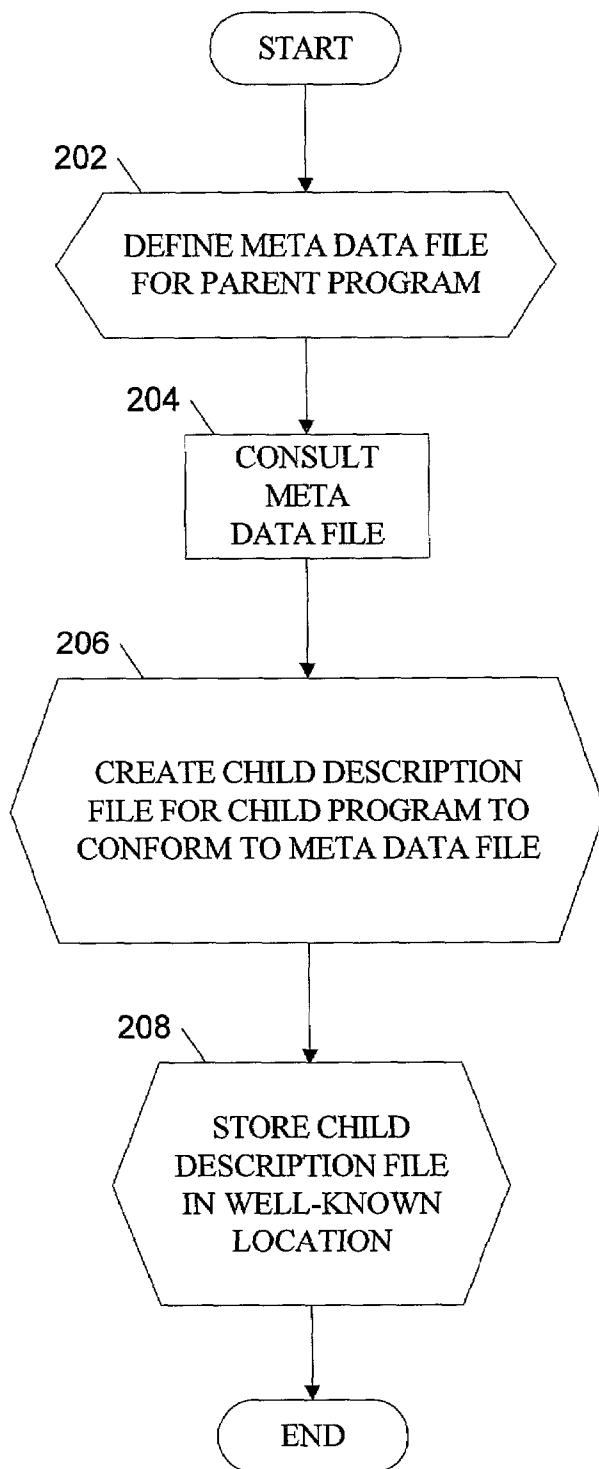 START
202
DEFINE META DATA FILE
FOR PARENT PROGRAM
204
CONSULT
META
DATA FILE
206
CREATE CHILD DESCRIPTION
FILE FOR CHILD PROGRAM TO
CONFORM TO META DATA FILE
208
STORE CHILD
DESCRIPTION FILE
IN WELL-KNOWN
LOCATION
END